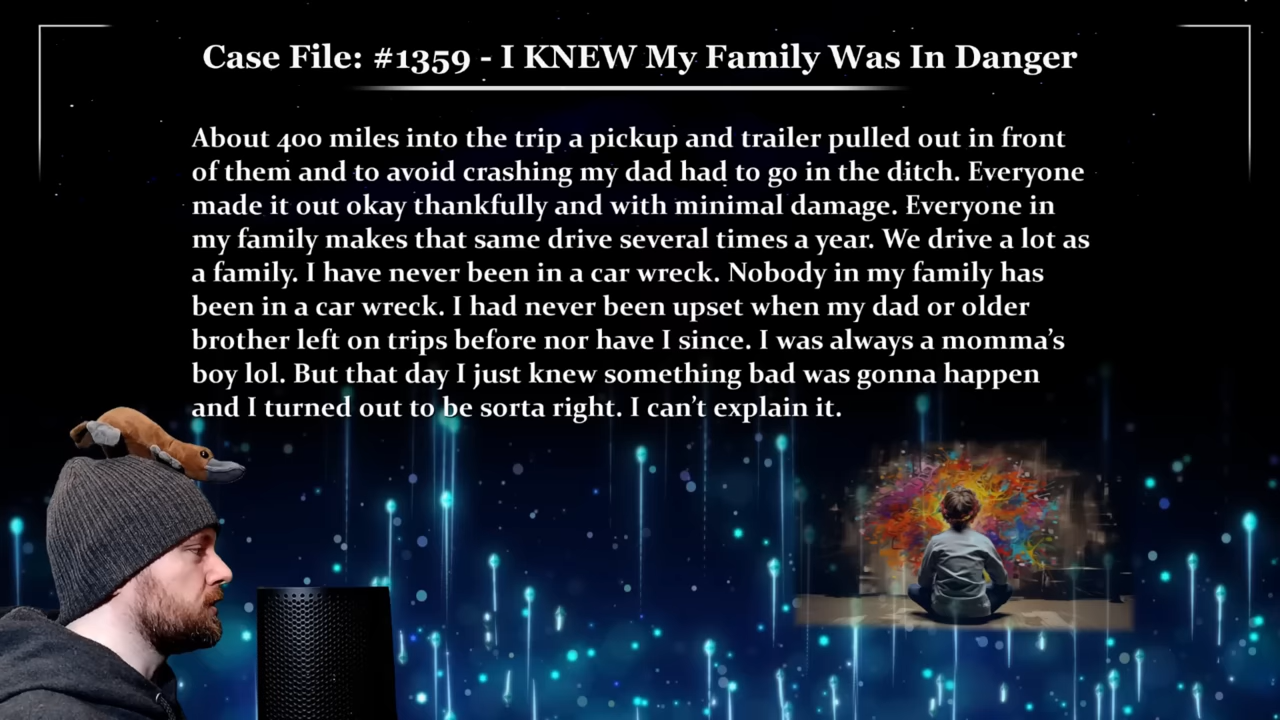 Case File: #1359 - I KNEW My Family Was In Danger
About 400 miles into the trip a pickup and trailer pulled out in front
of them and to avoid crashing my dad had to go in the ditch. Everyone
made it out okay thankfully and with minimal damage. Everyone in
my family makes that same drive several times a year. We drive a lot as
a family. I have never been in a car wreck. Nobody in my family has
been in a car wreck. I had never been upset when my dad or older
brother left on trips before nor have I since. I was always a momma’s
boy lol. But that day I just knew something bad was gonna happen
and I turned out to be sorta right. I can’t explain it.